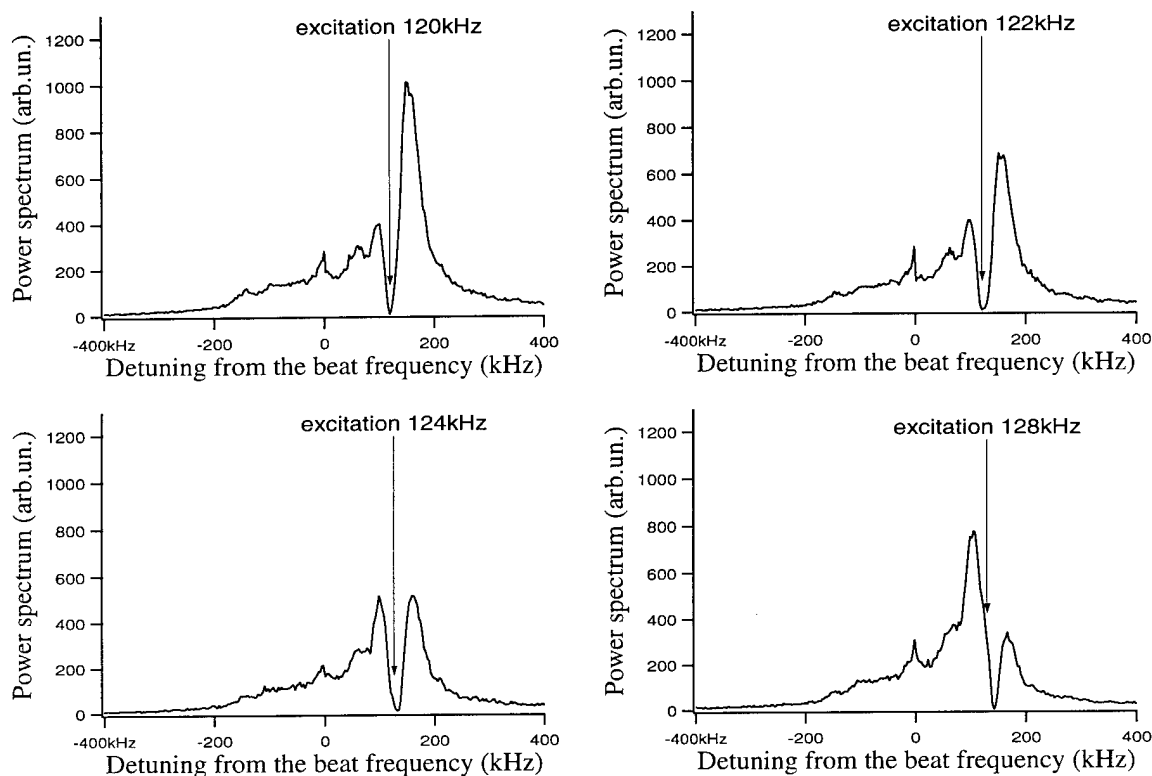 excitation 120kHz
Power spectrum (arb.un.)
1200
1000
800
600
400
200
0
-400kHz -200 0 200 400
Detuning from the beat frequency (kHz)
excitation 122kHz
Power spectrum (arb.un.)
1200
1000
800
600
400
200
0
-400kHz -200 0 200 400
Detuning from the beat frequency (kHz)
excitation 124kHz
Power spectrum (arb.un.)
1200
1000
800
600
400
200
0
-400kHz -200 0 200 400
Detuning from the beat frequency (kHz)
excitation 128kHz
Power spectrum (arb.un.)
1200
1000
800
600
400
200
0
-400kHz -200 0 200 400
Detuning from the beat frequency (kHz)